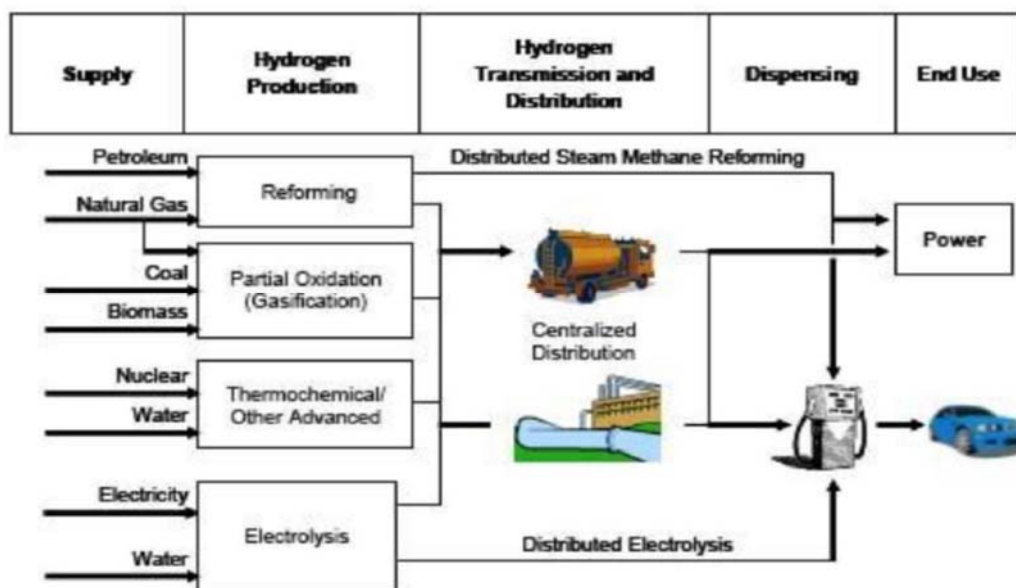 Supply
Hydrogen
Production
Hydrogen
Transmission and
Distribution
Dispensing
End Use
Petroleum
Natural Gas
Coal
Biomass
Nuclear
Water
Electricity
Water
Reforming
Partial Oxidation
(Gasification)
Thermochemical/
Other Advanced
Electrolysis
Distributed Steam Methane Reforming
Centralized
Distribution
Distributed Electrolysis
Power